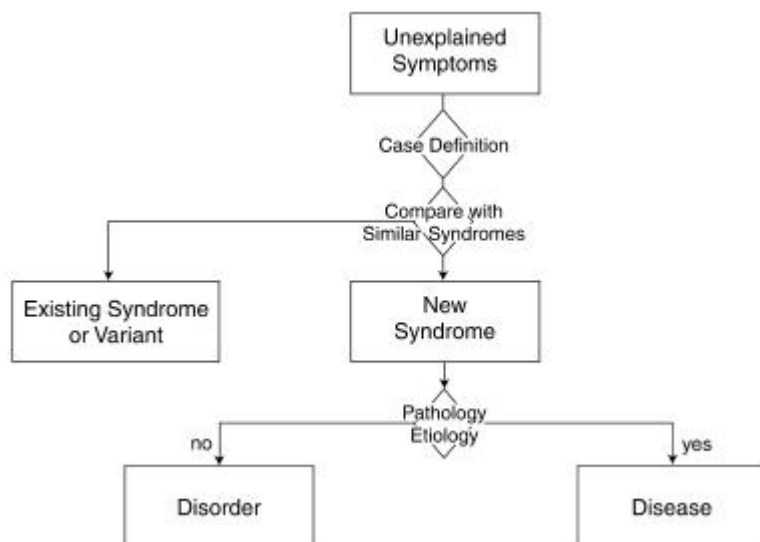 Unexplained
Symptoms
Case Definition
Compare with
Similar Syndromes
Existing Syndrome
or Variant
New
Syndrome
Pathology
Etiology
no
yes
Disorder
Disease